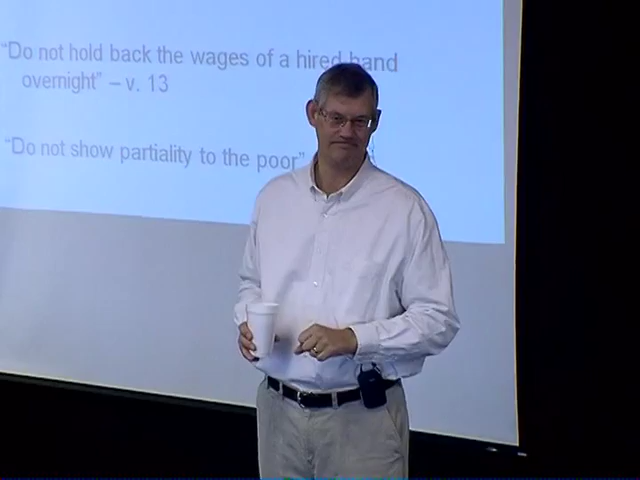 “Do not hold back the wages of a hired hand
overnight” – v. 13
“Do not show partiality to the poor”